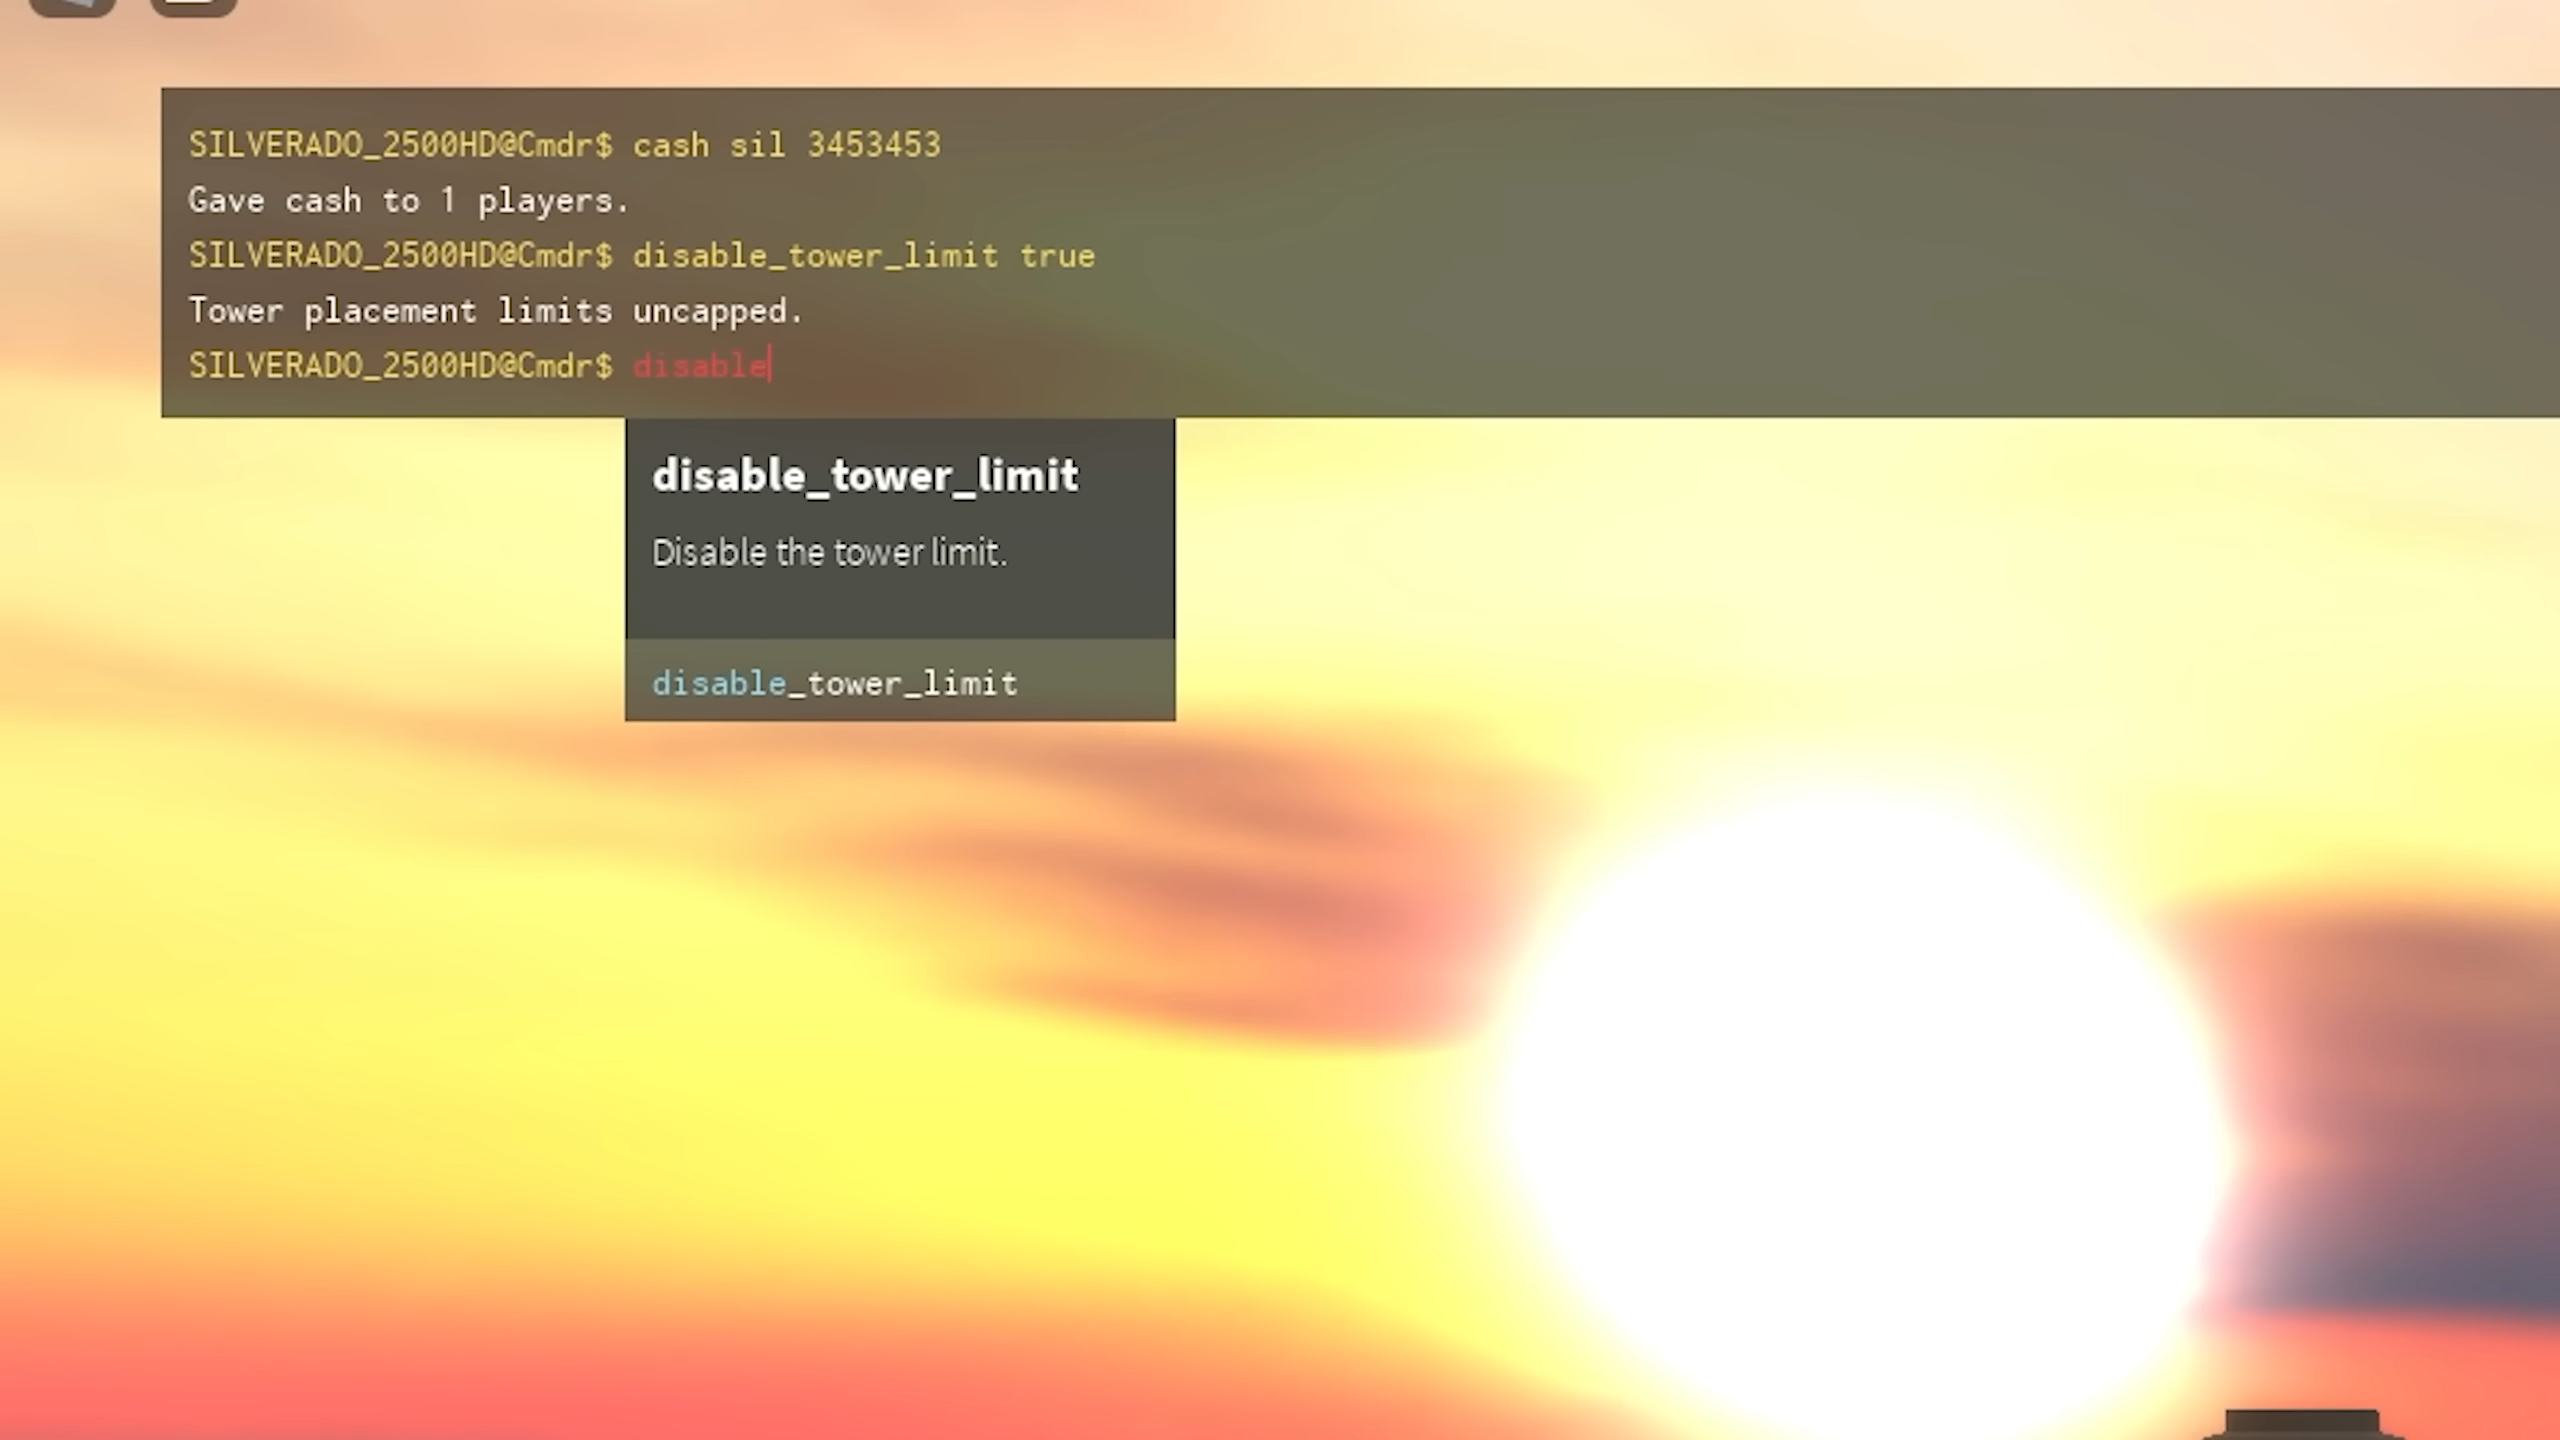 SILVERADO_2500HD@Cmdr$ cash sil 3453453
Gave cash to 1 players.
SILVERADO_2500HD@Cmdr$ disable_tower_limit true
Tower placement limits uncapped.
SILVERADO_2500HD@Cmdr$ disable
disable_tower_limit
Disable the tower limit.
disable_tower_limit